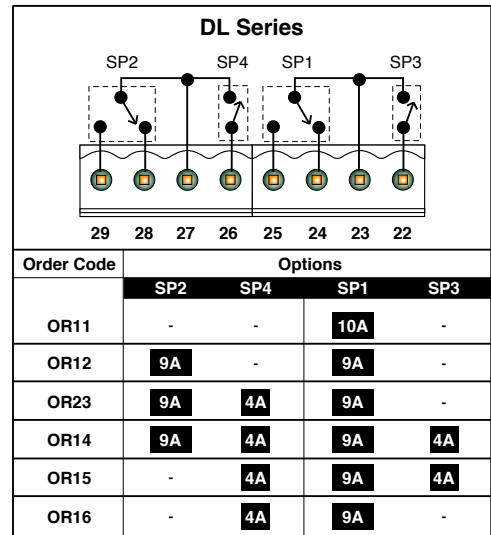 DL Series
SP2 SP4 SP1 SP3
29 28 27 26 25 24 23 22
Order Code Options
SP2 SP4 SP1 SP3
OR11 - - 10A -
OR12 9A - 9A -
OR23 9A 4A 9A -
OR14 9A 4A 9A 4A
OR15 - 4A 9A 4A
OR16 - 4A 9A -